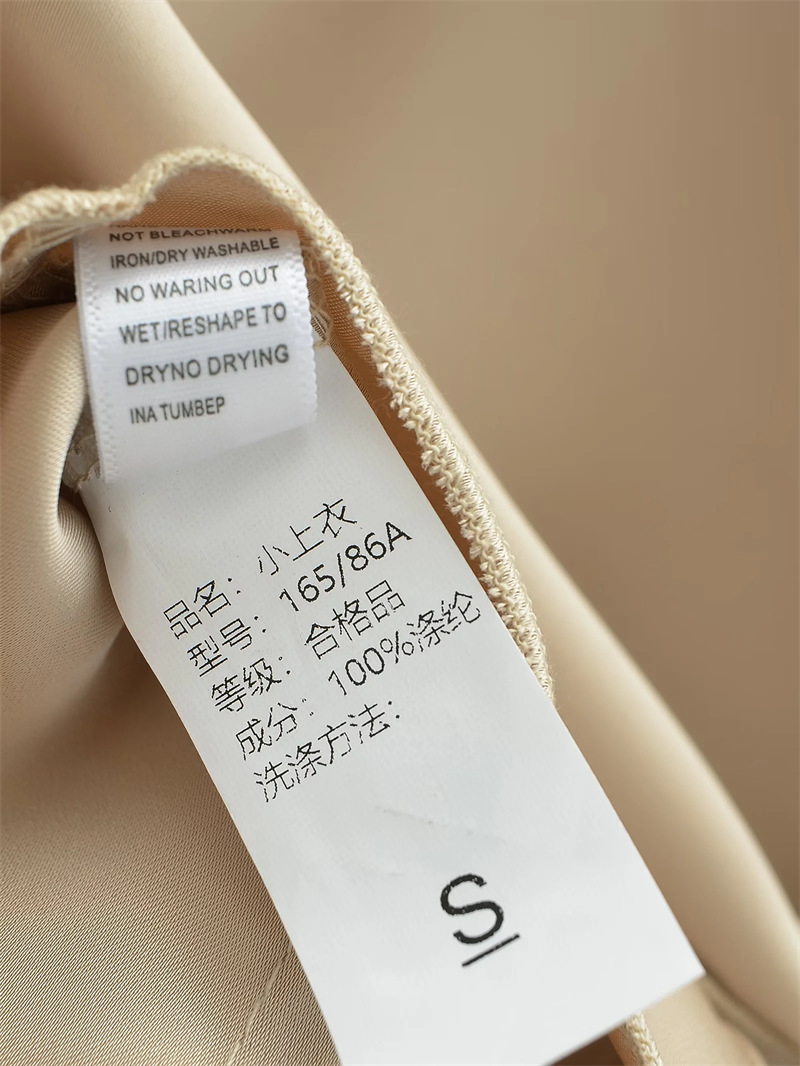 NOT BLEACHWARE
IRON/DRY WASHABLE
NO WARING OUT
WET/RESHAPE TO
DRYNO DRYING
INA TUMBEP
品名：小上衣
型号：165/86A
等级：合格品
成分：100%涤纶
洗涤方法：
S